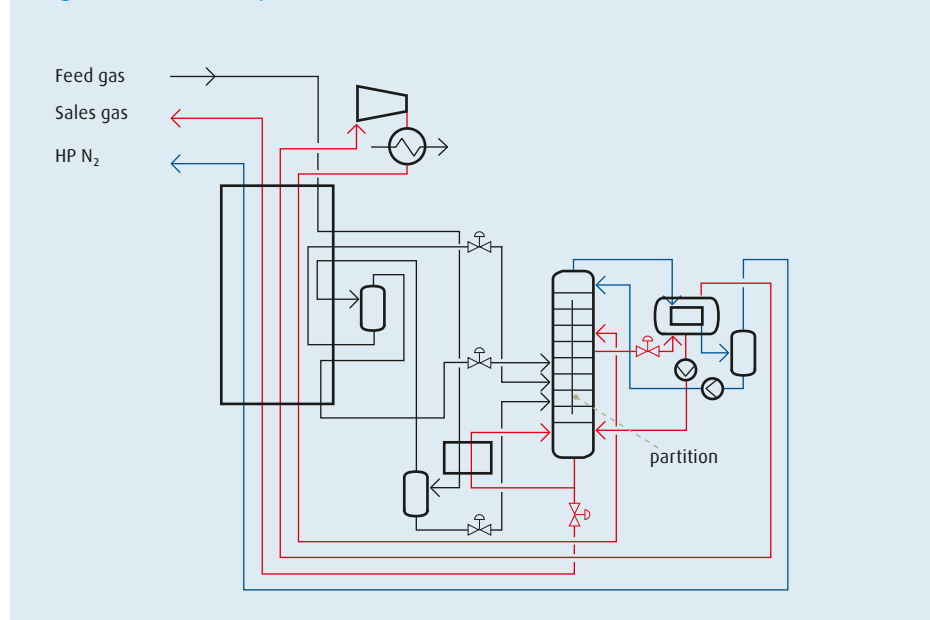 Feed gas
Sales gas
HP N₂
partition